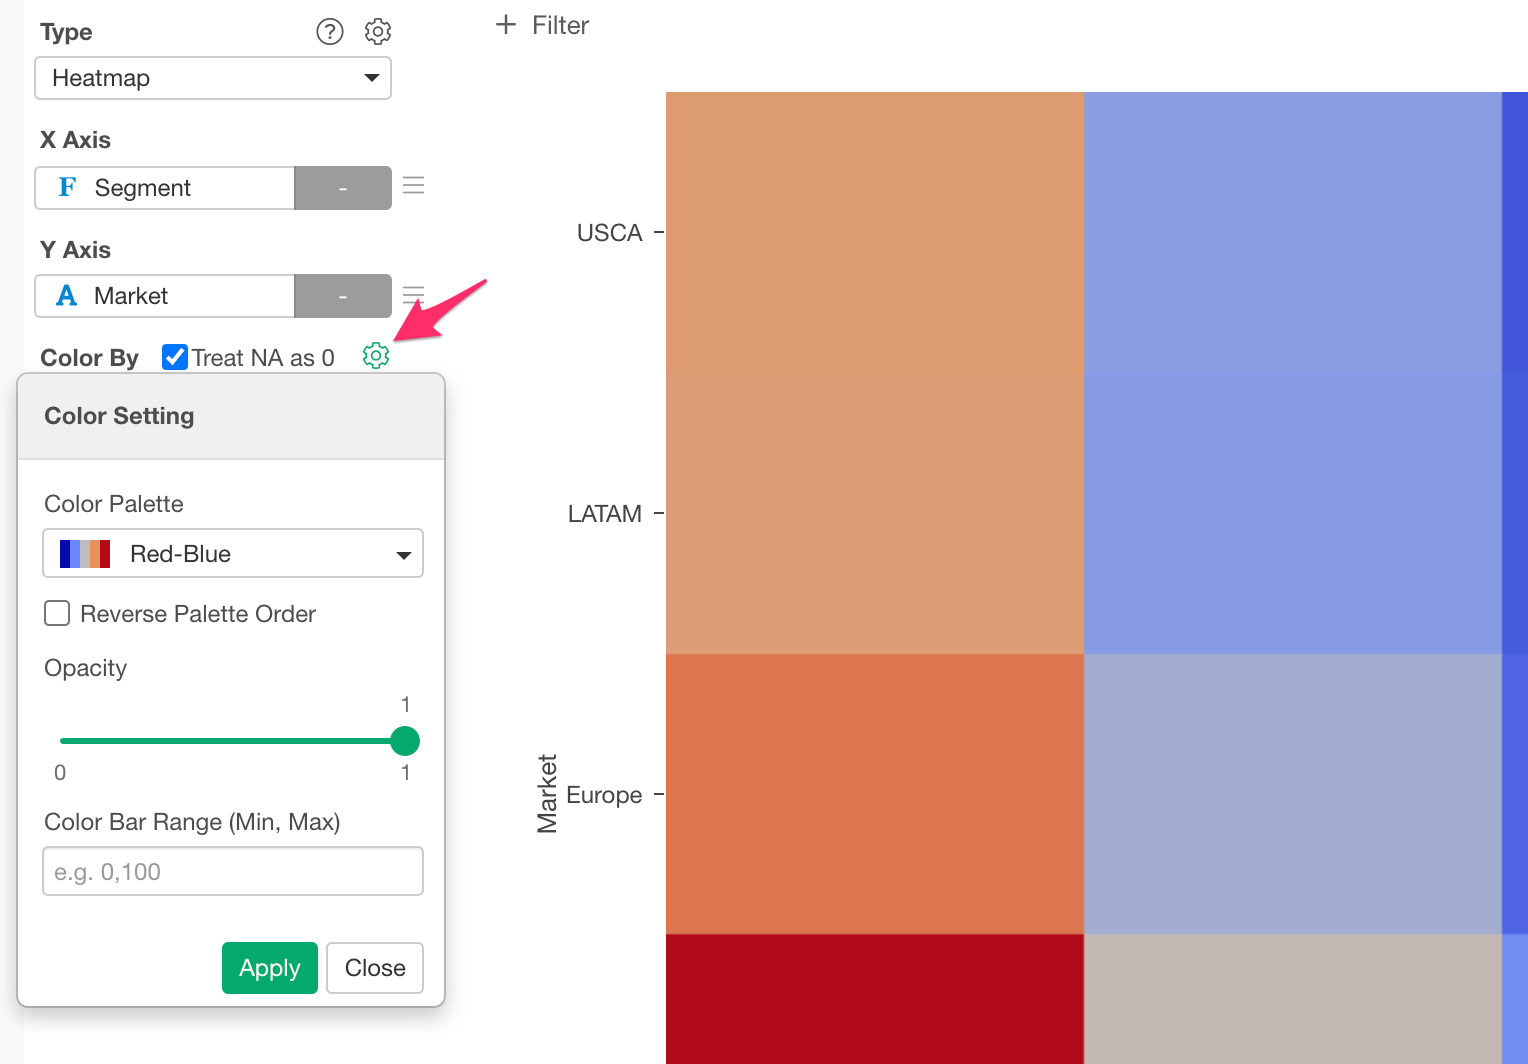 Type
Heatmap
X Axis
F Segment -
Y Axis
A Market -
Color By Treat NA as 0
Color Setting
Color Palette
Red-Blue
Reverse Palette Order
Opacity
1
0 1
Color Bar Range (Min, Max)
e.g. 0,100
Apply Close
+ Filter
USCA
LATAM
Europe
Market